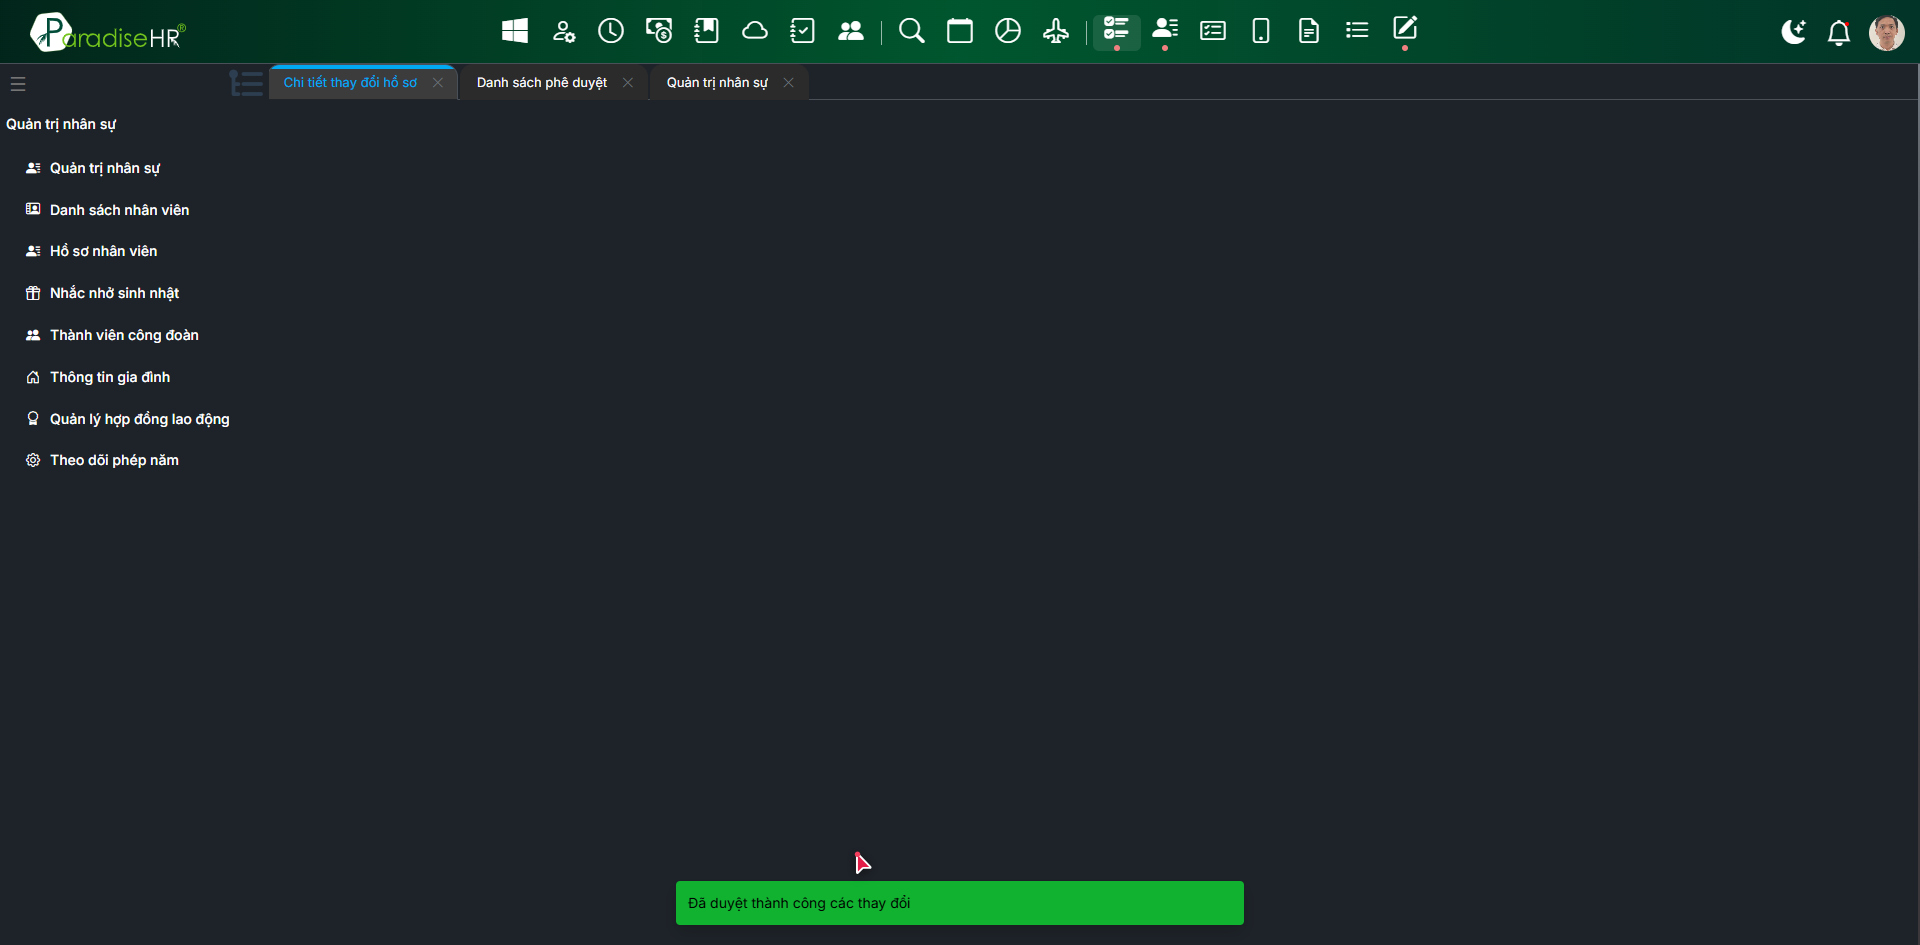 ParadiseHR®
Chi tiết thay đổi hồ sơ
Danh sách phê duyệt
Quản trị nhân sự
Quản trị nhân sự
Quản trị nhân sự
Danh sách nhân viên
Hồ sơ nhân viên
Nhắc nhở sinh nhật
Thành viên công đoàn
Thông tin gia đình
Quản lý hợp đồng lao động
Theo dõi phép năm
Đã duyệt thành công các thay đổi